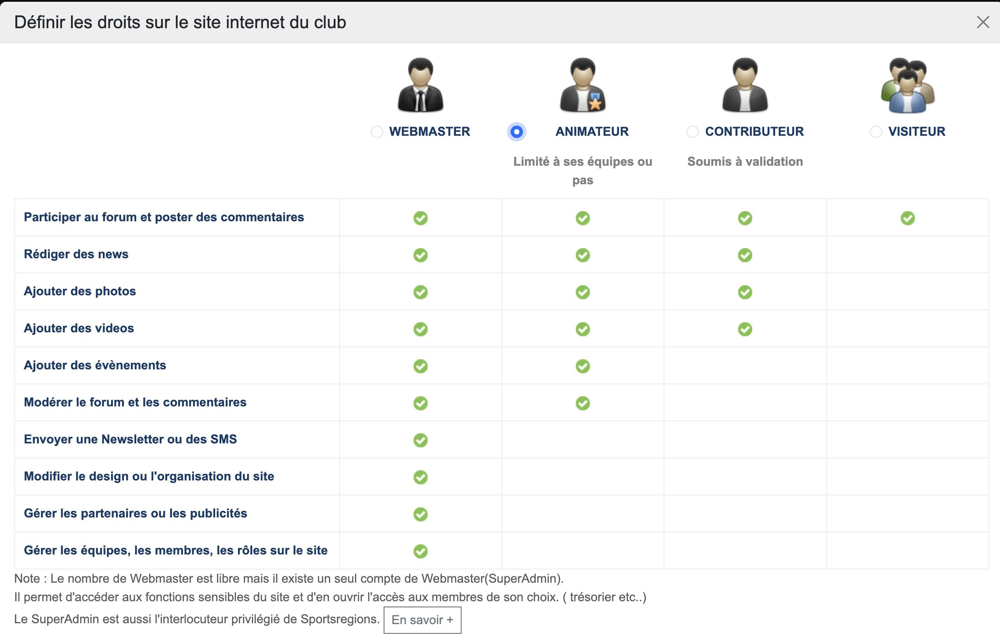 Définir les droits sur le site internet du club
WEBMASTER
ANIMATEUR
CONTRIBUTEUR
VISITEUR
Limité à ses équipes ou
pas
Soumis à validation
Participer au forum et poster des commentaires
Rédiger des news
Ajouter des photos
Ajouter des videos
Ajouter des évènements
Modérer le forum et les commentaires
Envoyer une Newsletter ou des SMS
Modifier le design ou l'organisation du site
Gérer les partenaires ou les publicités
Gérer les équipes, les membres, les rôles sur le site
Note : Le nombre de Webmaster est libre mais il existe un seul compte de Webmaster(SuperAdmin).
Il permet d'accéder aux fonctions sensibles du site et d'en ouvrir l'accès aux membres de son choix. ( trésorier etc..)
Le SuperAdmin est aussi l'interlocuteur privilégié de Sportsregions. En savoir +